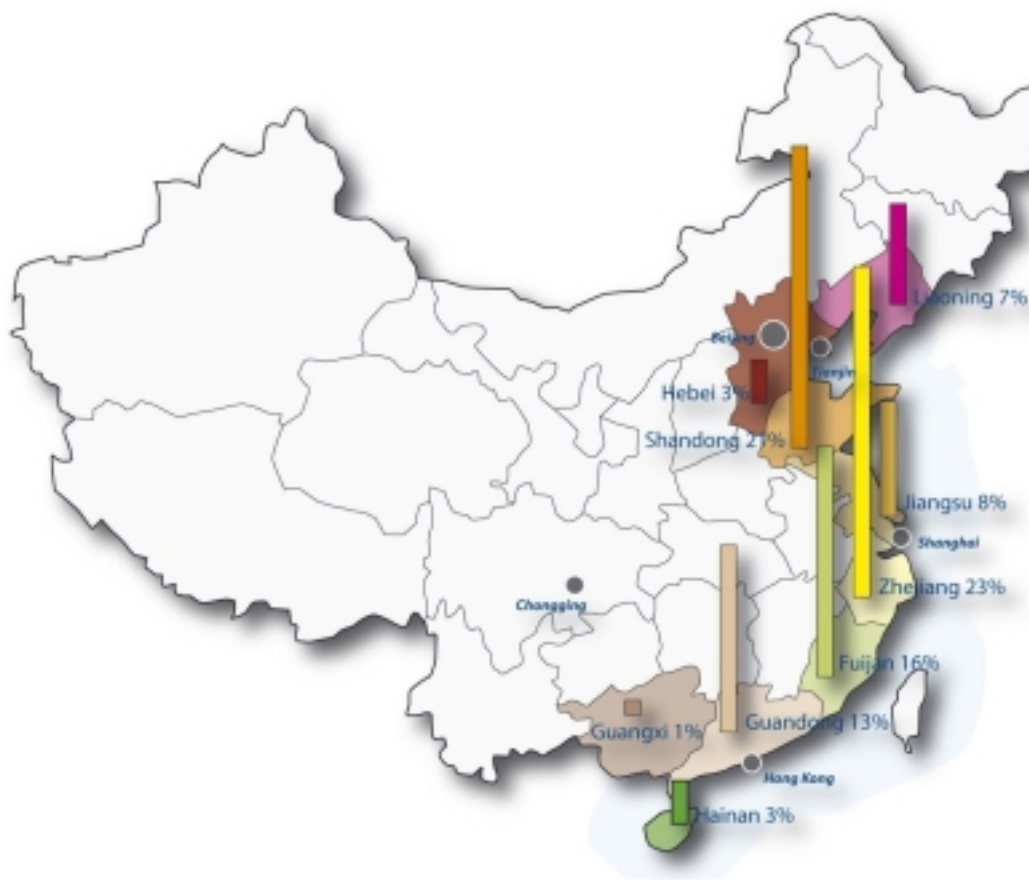 Liaoning 7%
Beijing
Tianjin
Hebei 3%
Shandong 21%
Jiangsu 8%
Shanghai
Zhejiang 23%
Chongqing
Fuijan 16%
Guangxi 1%
Guandong 13%
Hong Kong
Hainan 3%